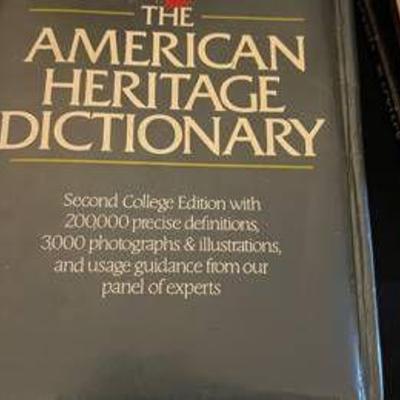 THE
AMERICAN
HERITAGE
DICTIONARY
Second College Edition with
200,000 precise definitions,
3,000 photographs & illustrations,
and usage guidance from our
panel of experts